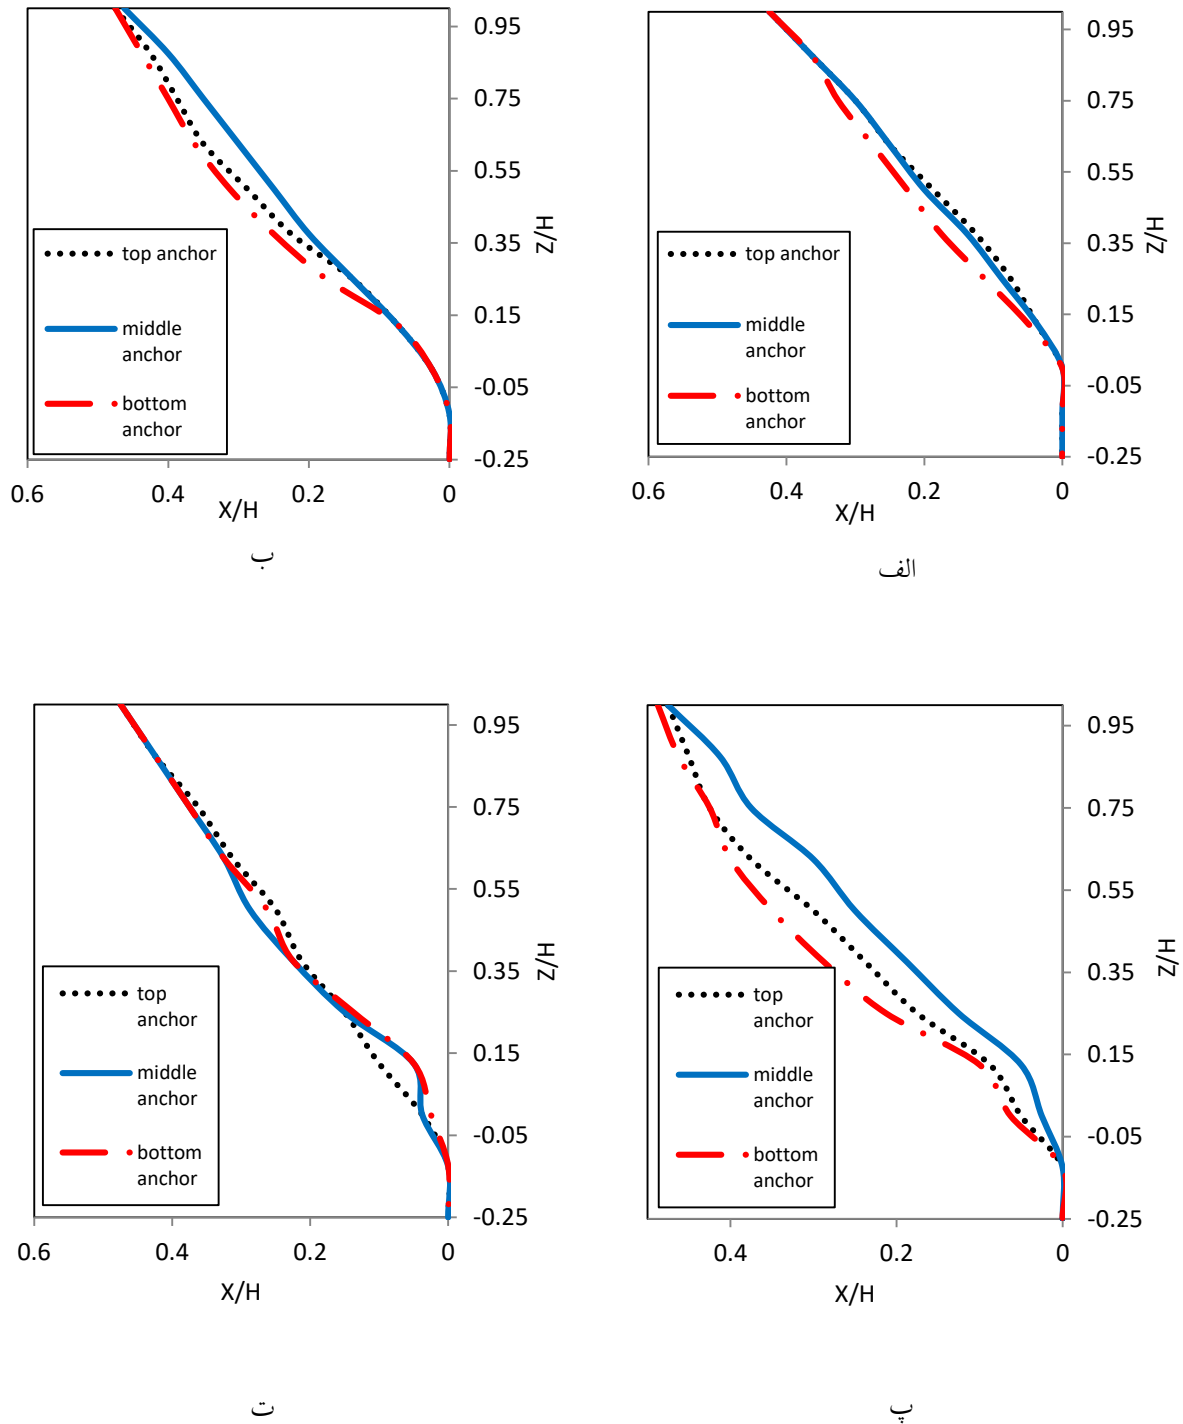 0.95
0.75
0.55
0.35
0.15
-0.05
-0.25
Z/H
top anchor
middle
anchor
bottom
anchor
0.6
0.4
0.2
0
X/H
الف
0.95
0.75
0.55
0.35
0.15
-0.05
-0.25
Z/H
top anchor
middle
anchor
bottom
anchor
0.6
0.4
0.2
0
X/H
ب
0.95
0.75
0.55
0.35
0.15
-0.05
-0.25
Z/H
top
anchor
middle
anchor
bottom
anchor
0.4
0.2
0
X/H
پ
0.95
0.75
0.55
0.35
0.15
-0.05
-0.25
Z/H
top
anchor
middle
anchor
bottom
anchor
0.6
0.4
0.2
0
X/H
ت